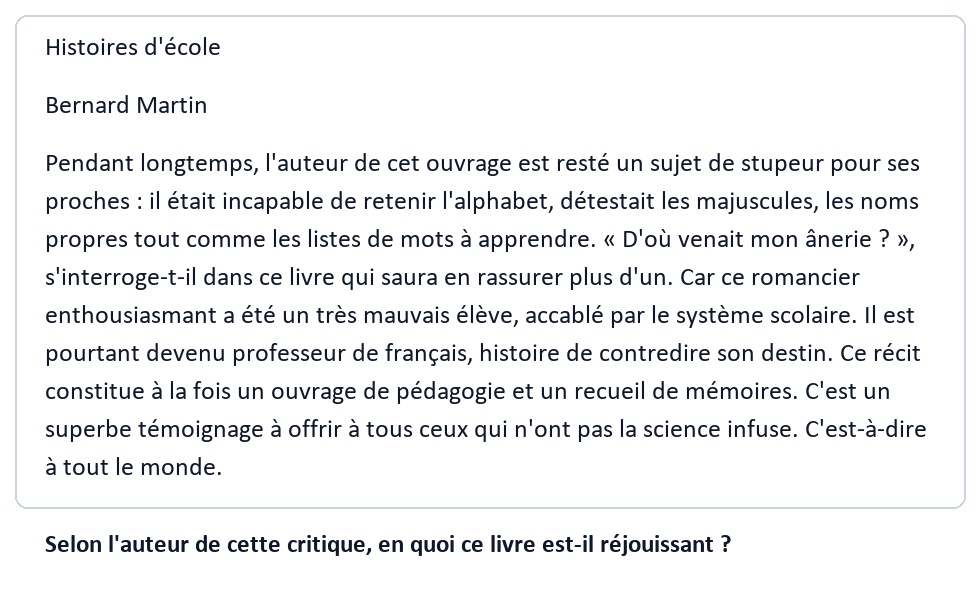 Histoires d'école
Bernard Martin
Pendant longtemps, l'auteur de cet ouvrage est resté un sujet de stupeur pour ses
proches : il était incapable de retenir l'alphabet, détestait les majuscules, les noms
propres tout comme les listes de mots à apprendre. « D'où venait mon ânerie ? »,
s'interroge-t-il dans ce livre qui saura en rassurer plus d'un. Car ce romancier
enthousiasmant a été un très mauvais élève, accablé par le système scolaire. Il est
pourtant devenu professeur de français, histoire de contredire son destin. Ce récit
constitue à la fois un ouvrage de pédagogie et un recueil de mémoires. C'est un
superbe témoignage à offrir à tous ceux qui n'ont pas la science infuse. C'est-à-dire
à tout le monde.
Selon l'auteur de cette critique, en quoi ce livre est-il réjouissant ?